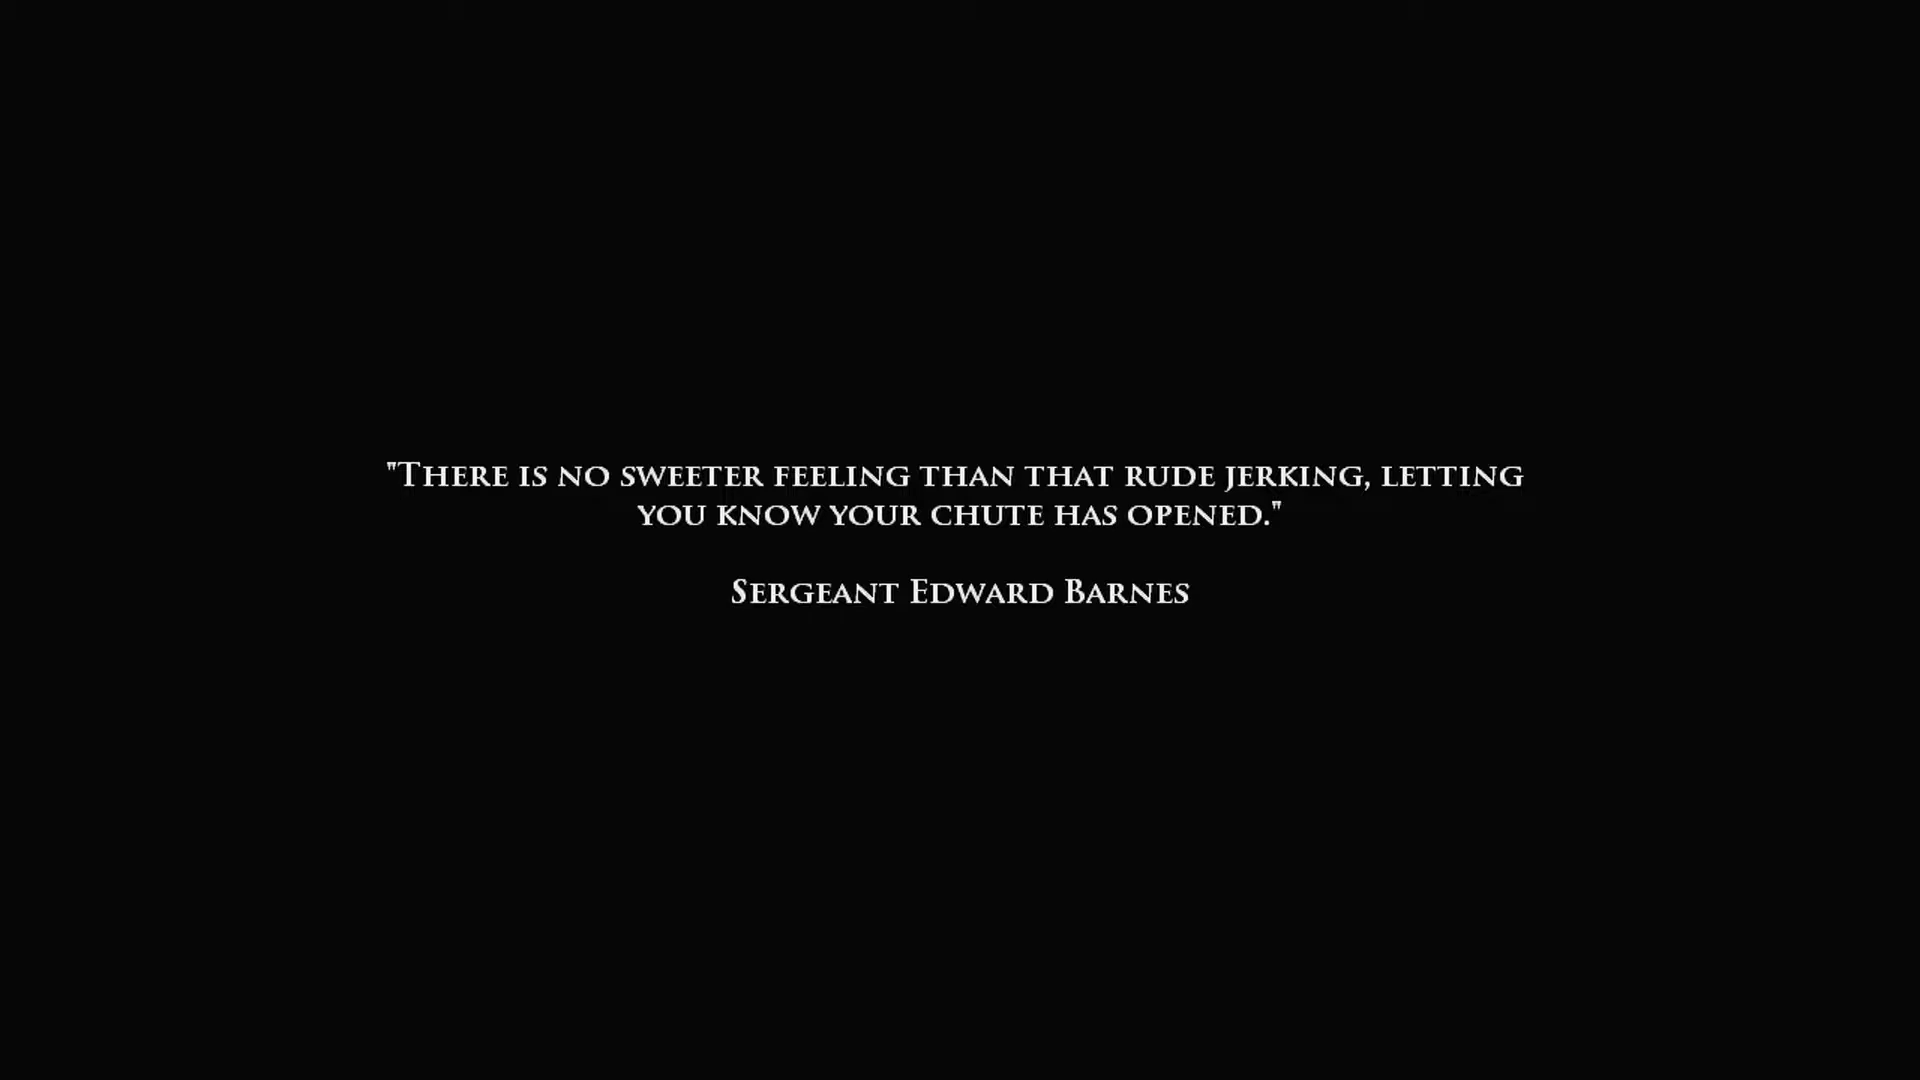 "There is no sweeter feeling than that rude jerking, letting
you know your chute has opened."
Sergeant Edward Barnes